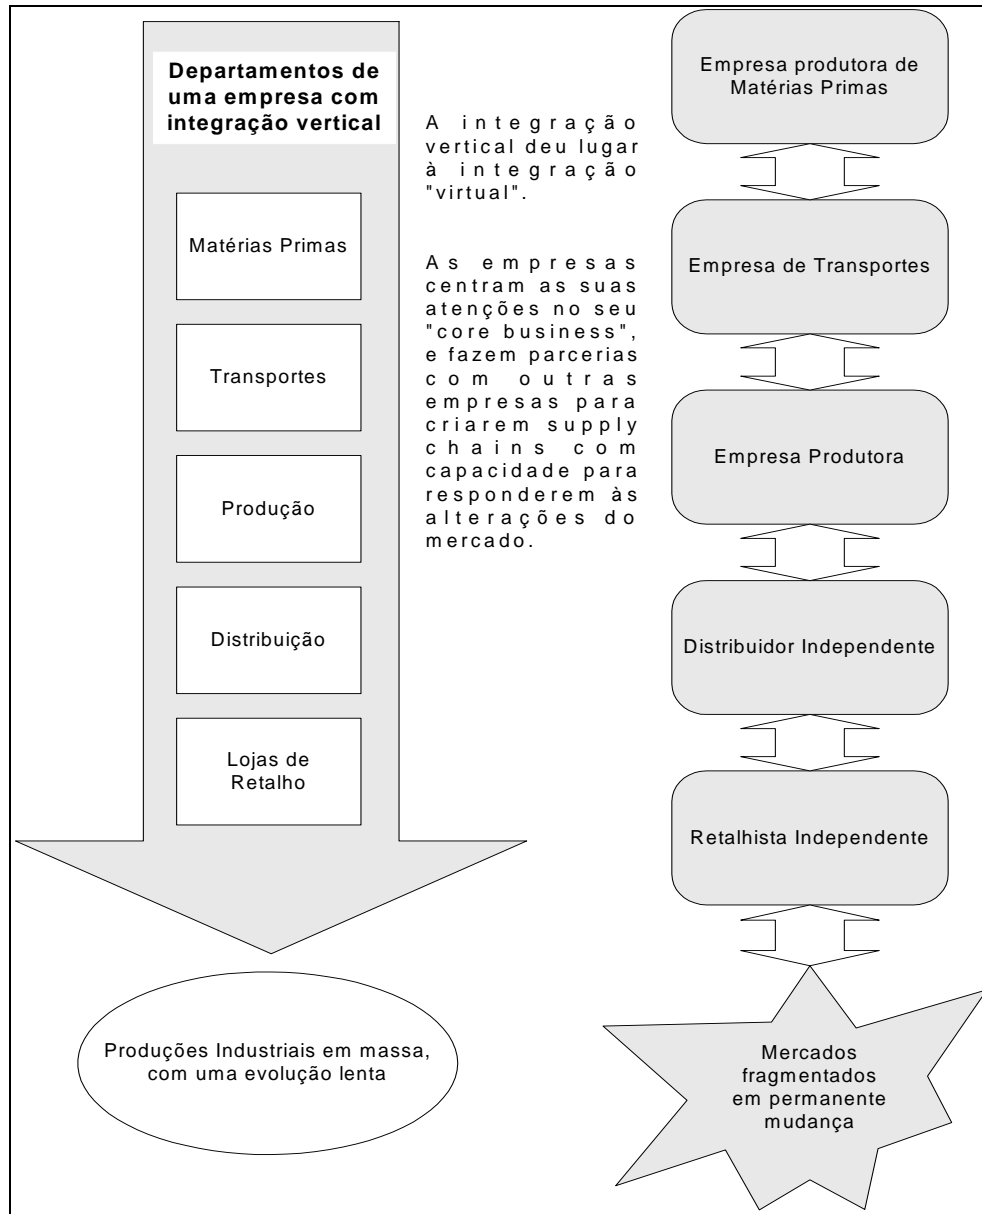 Departamentos de
uma empresa com
integração vertical
Matérias Primas
Transportes
Produção
Distribuição
Lojas de
Retalho
Produções Industriais em massa,
com uma evolução lenta
A integração
vertical deu lugar
à integração
"virtual".
As empresas
centram as suas
atenções no seu
"core business",
e fazem parcerias
com outras
empresas para
criarem supply
chains com
capacidade para
responderem às
alterações do
mercado.
Empresa produtora de
Matérias Primas
Empresa de Transportes
Empresa Produtora
Distribuidor Independente
Retalhista Independente
Mercados
fragmentados
em permanente
mudança